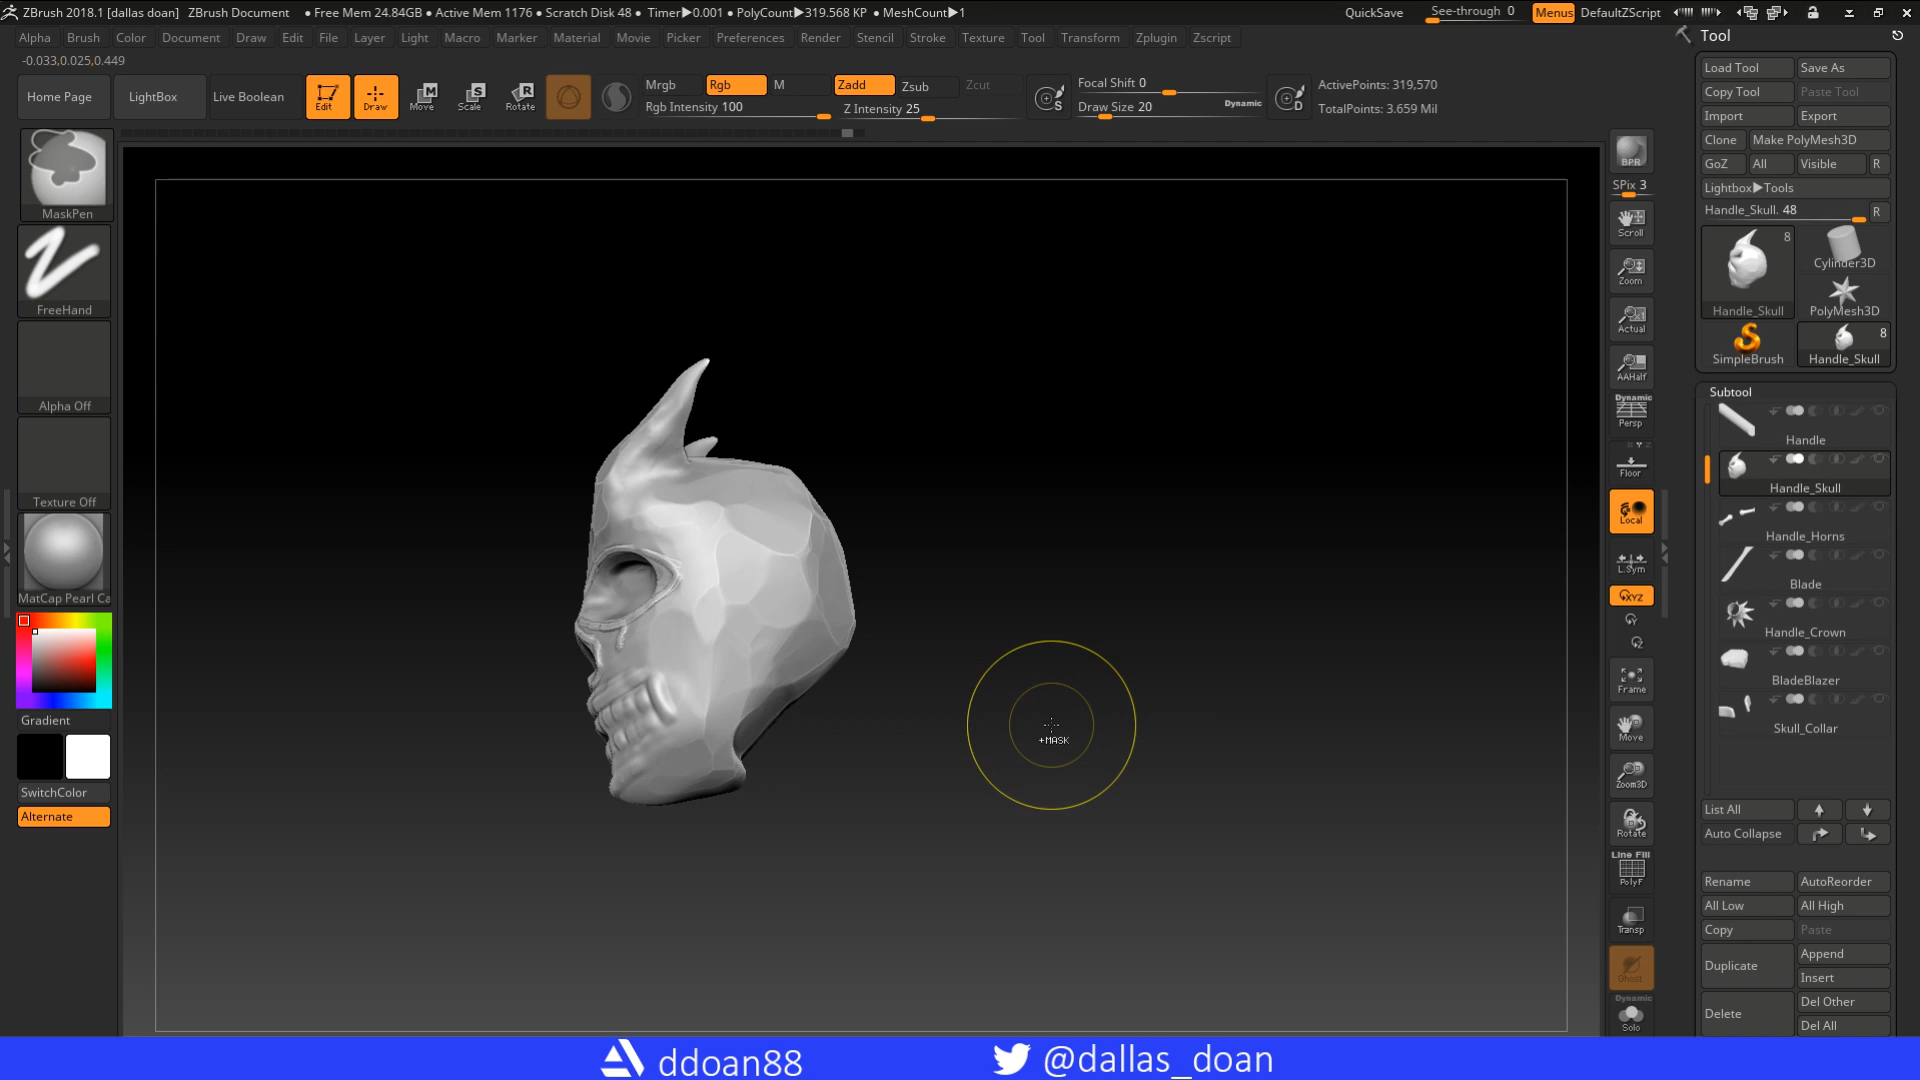 ZBrush 2018.1 [dallas doan] ZBrush Document ● Free Mem 24.84GB ● Active Mem 1176 ● Scratch Disk 48 ● Timer▶0.001 ● PolyCount▶319.568 KP ● MeshCount▶1 QuickSave See-through 0 Menus DefaultZScript
Alpha Brush Color Document Draw Edit File Layer Light Macro Marker Material Movie Picker Preferences Render Stencil Stroke Texture Tool Transform Zplugin Zscript
-0.033,0.025,0.449
Home Page LightBox Live Boolean Edit Draw Move Scale Rotate
Mrgb Rgb M Zadd Zsub Zcut
Rgb Intensity 100 Z Intensity 25
Focal Shift 0
Draw Size 20 Dynamic
ActivePoints: 319,570
TotalPoints: 3.659 Mil
MaskPen
FreeHand
Alpha Off
Texture Off
MatCap Pearl Ca
Gradient
SwitchColor
Alternate
+MASK
BPR
SPix 3
Scroll
Zoom
Actual
AAHalf
Dynamic
Persp
Floor
Local
L.Sym
XYZ
Frame
Move
Zoom3D
Rotate
Line Fill
PolyF
Transp
Ghost
Dynamic
Solo
Tool
Load Tool Save As
Copy Tool Paste Tool
Import Export
Clone Make PolyMesh3D
GoZ All Visible R
Lightbox▶Tools
Handle_Skull. 48 R
8
Handle_Skull
Cylinder3D
PolyMesh3D
SimpleBrush
8
Handle_Skull
Subtool
Handle
Handle_Skull
Handle_Horns
Blade
Handle_Crown
BladeBlazer
Skull_Collar
List All
Auto Collapse
Rename AutoReorder
All Low All High
Copy Paste
Duplicate Append
Insert
Delete Del Other
Del All
ddoan88 @dallas_doan